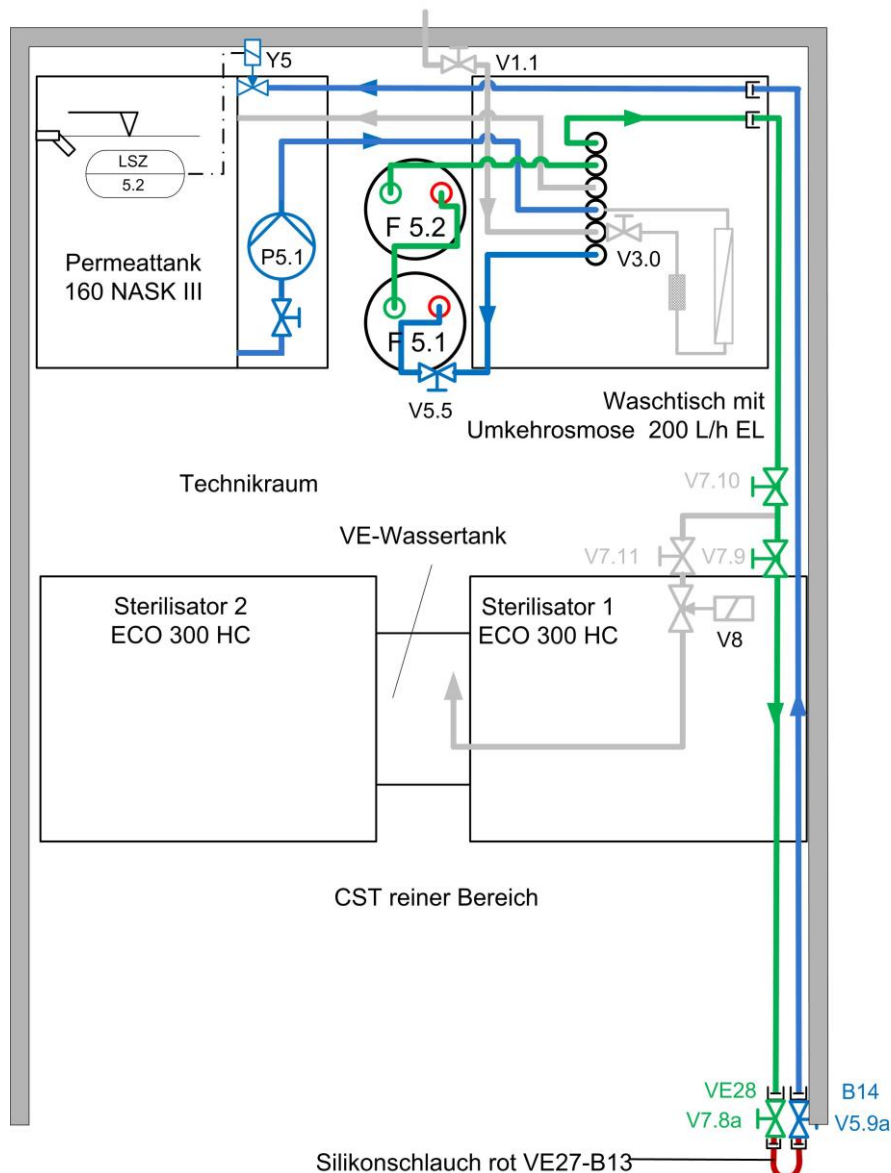 Y5
V1.1
LSZ
5.2
F 5.2
P5.1
V3.0
Permeattank
160 NASK III
F 5.1
V5.5
Waschtisch mit
Umkehrosmose 200 L/h EL
V7.10
Technikraum
VE-Wassertank
V7.11
V7.9
Sterilisator 2
ECO 300 HC
Sterilisator 1
ECO 300 HC
V8
CST reiner Bereich
VE28
B14
V7.8a
V5.9a
Silikonschlauch rot VE27-B13